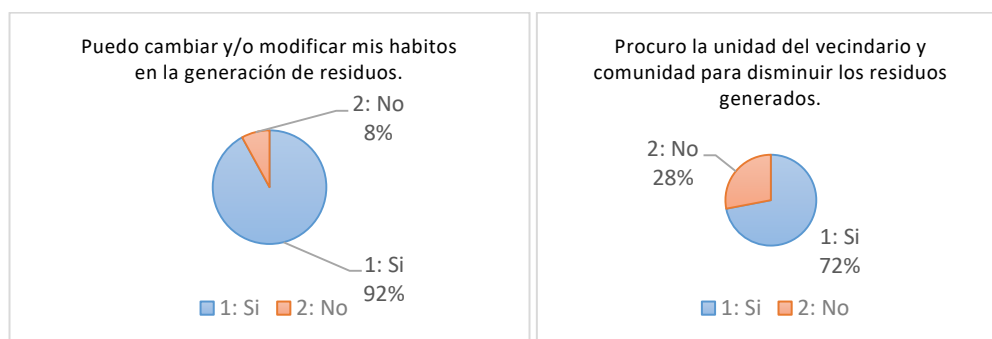 Puedo cambiar y/o modificar mis habitos
en la generación de residuos.
2: No
8%
1: Si
92%
1: Si 2: No
Procuro la unidad del vecindario y
comunidad para disminuir los residuos
generados.
2: No
28%
1: Si
72%
1: Si 2: No